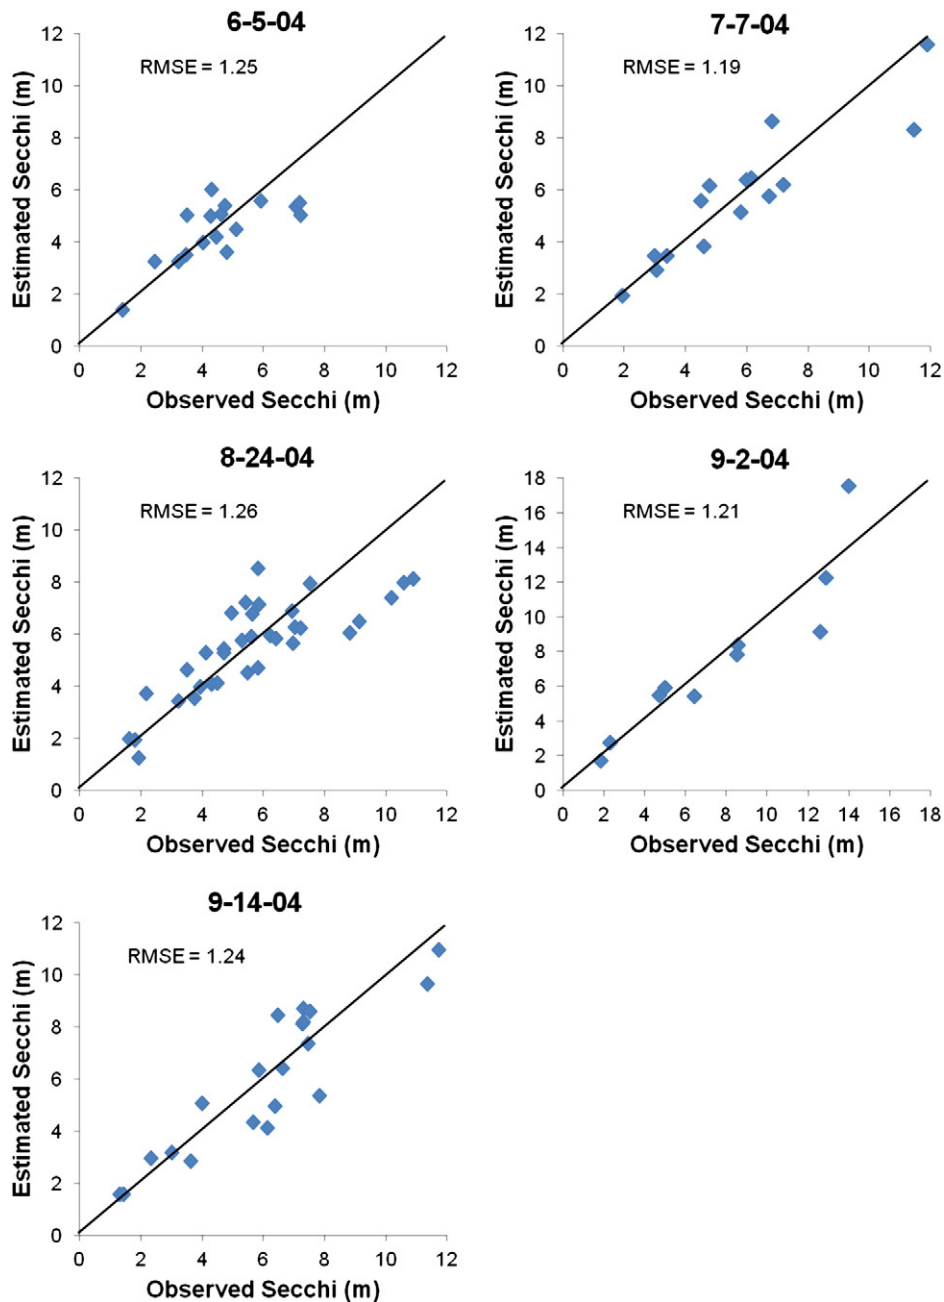 6-5-04
RMSE = 1.25
Estimated Secchi (m)
12
10
8
6
4
2
0
0 2 4 6 8 10 12
Observed Secchi (m)
7-7-04
RMSE = 1.19
Estimated Secchi (m)
12
10
8
6
4
2
0
0 2 4 6 8 10 12
Observed Secchi (m)
8-24-04
RMSE = 1.26
Estimated Secchi (m)
12
10
8
6
4
2
0
0 2 4 6 8 10 12
Observed Secchi (m)
9-2-04
RMSE = 1.21
Estimated Secchi (m)
18
16
14
12
10
8
6
4
2
0
0 2 4 6 8 10 12 14 16 18
Observed Secchi (m)
9-14-04
RMSE = 1.24
Estimated Secchi (m)
12
10
8
6
4
2
0
0 2 4 6 8 10 12
Observed Secchi (m)